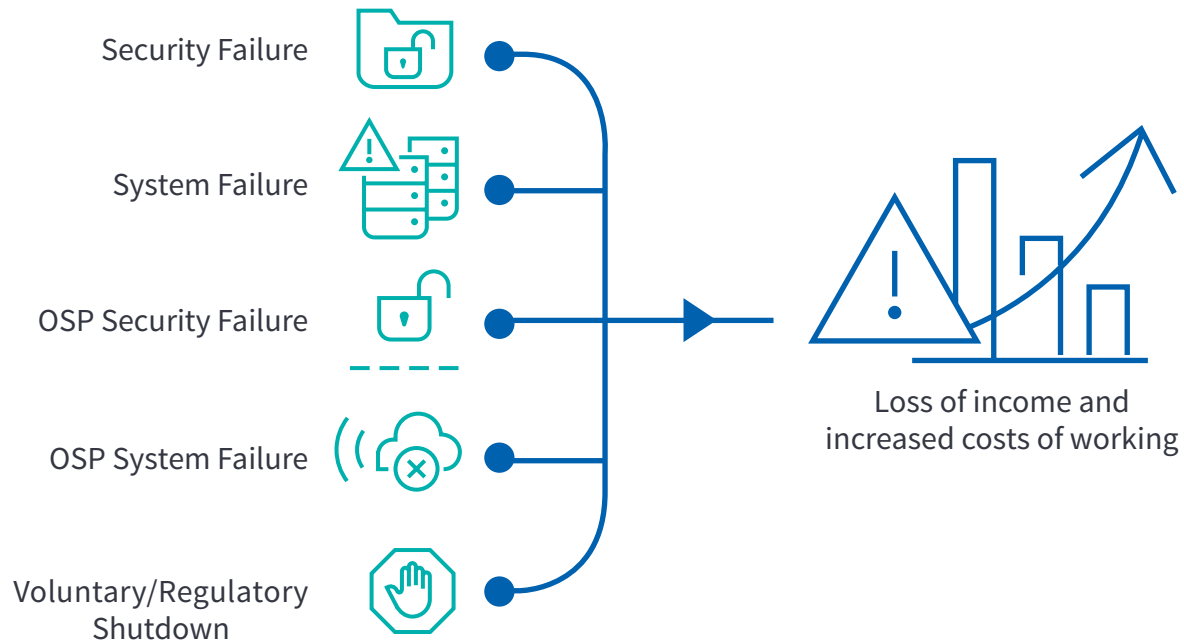 Security Failure
System Failure
OSP Security Failure
OSP System Failure
Voluntary/Regulatory
Shutdown
Loss of income and
increased costs of working